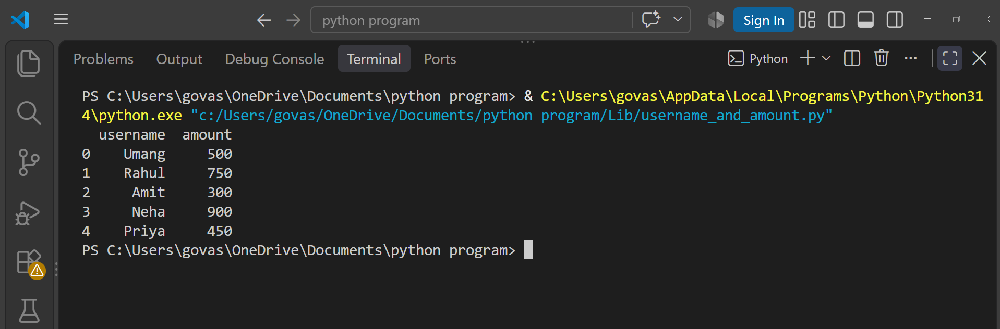 python program
Sign In
Problems Output Debug Console Terminal Ports
Python
PS C:\Users\govas\OneDrive\Documents\python program> & C:\Users\govas\AppData\Local\Programs\Python\Python31
4\python.exe "c:/Users/govas/OneDrive/Documents/python program/Lib/username_and_amount.py"
  username  amount
0    Umang     500
1    Rahul     750
2     Amit     300
3     Neha     900
4    Priya     450
PS C:\Users\govas\OneDrive\Documents\python program>